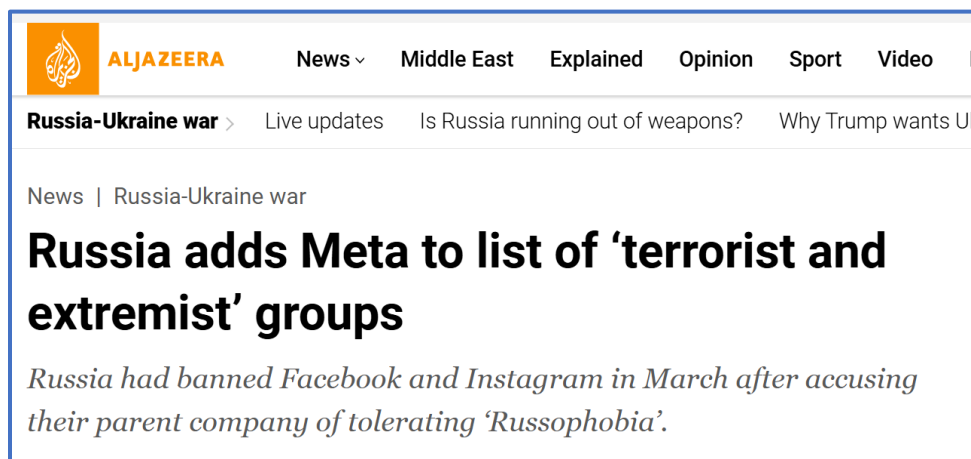 ALJAZEERA News Middle East Explained Opinion Sport Video
Russia-Ukraine war Live updates Is Russia running out of weapons? Why Trump wants
News | Russia-Ukraine war
Russia adds Meta to list of ‘terrorist and
extremist’ groups
Russia had banned Facebook and Instagram in March after accusing
their parent company of tolerating ‘Russophobia’.